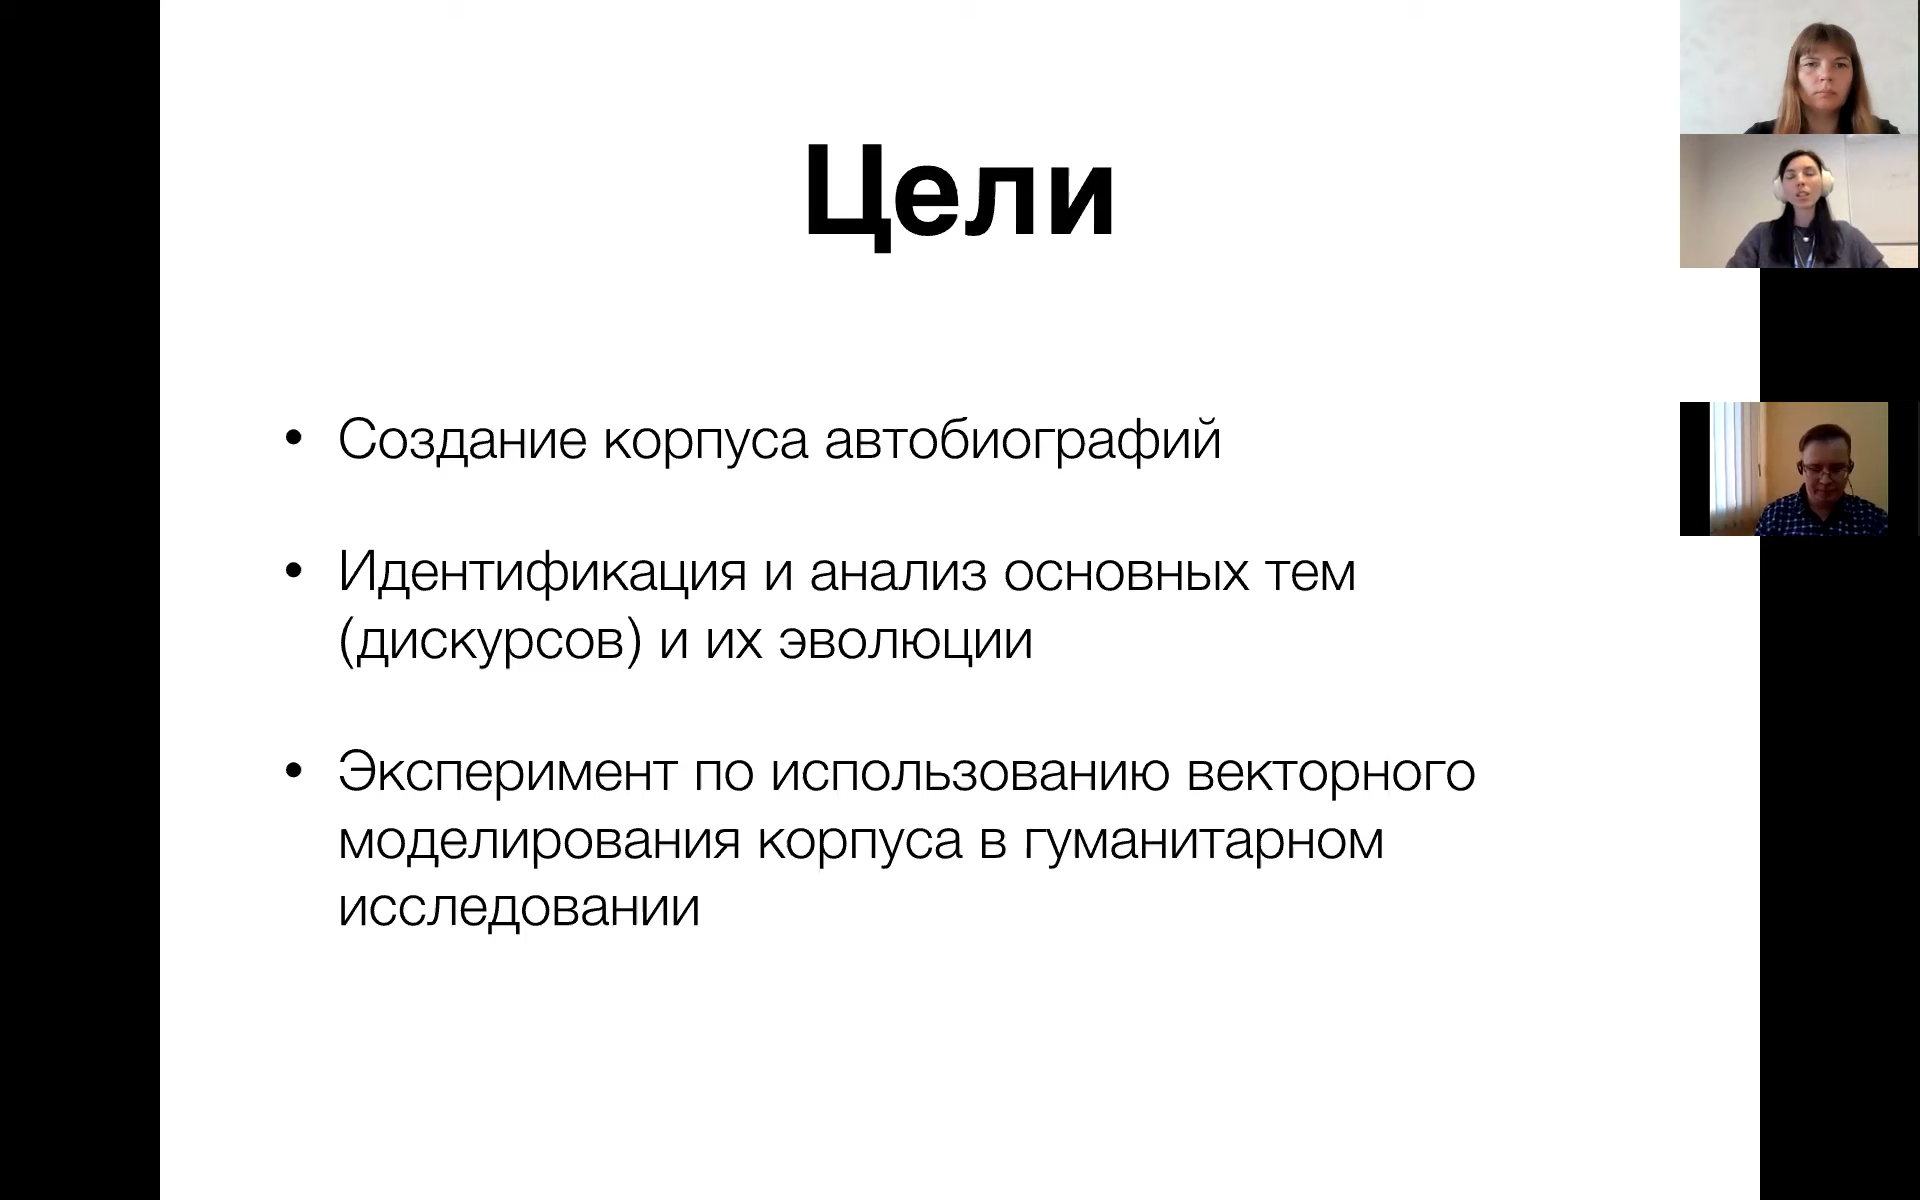 Цели
• Создание корпуса автобиографий
• Идентификация и анализ основных тем
(дискурсов) и их эволюции
• Эксперимент по использованию векторного
моделирования корпуса в гуманитарном
исследовании